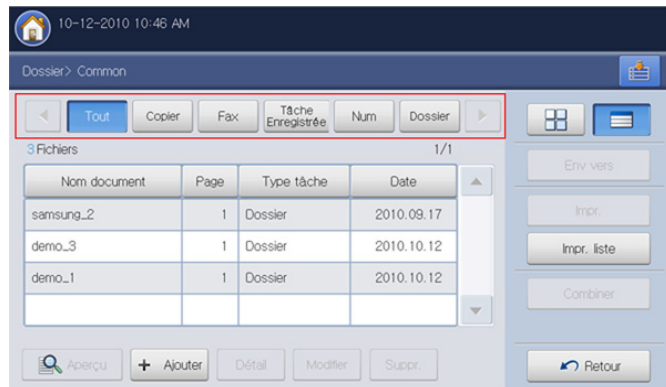 10-12-2010 10:46 AM
Dossier> Common
Tout Copier Fax Tâche Enregistrée Num Dossier
3 Fichiers 1/1
Nom document Page Type tâche Date
samsung_2 1 Dossier 2010.09.17
demo_3 1 Dossier 2010.10.12
demo_1 1 Dossier 2010.10.12
Aperçu + Ajouter Détail Modifier Suppr.
Env vers
Impr.
Impr. liste
Combiner
Retour